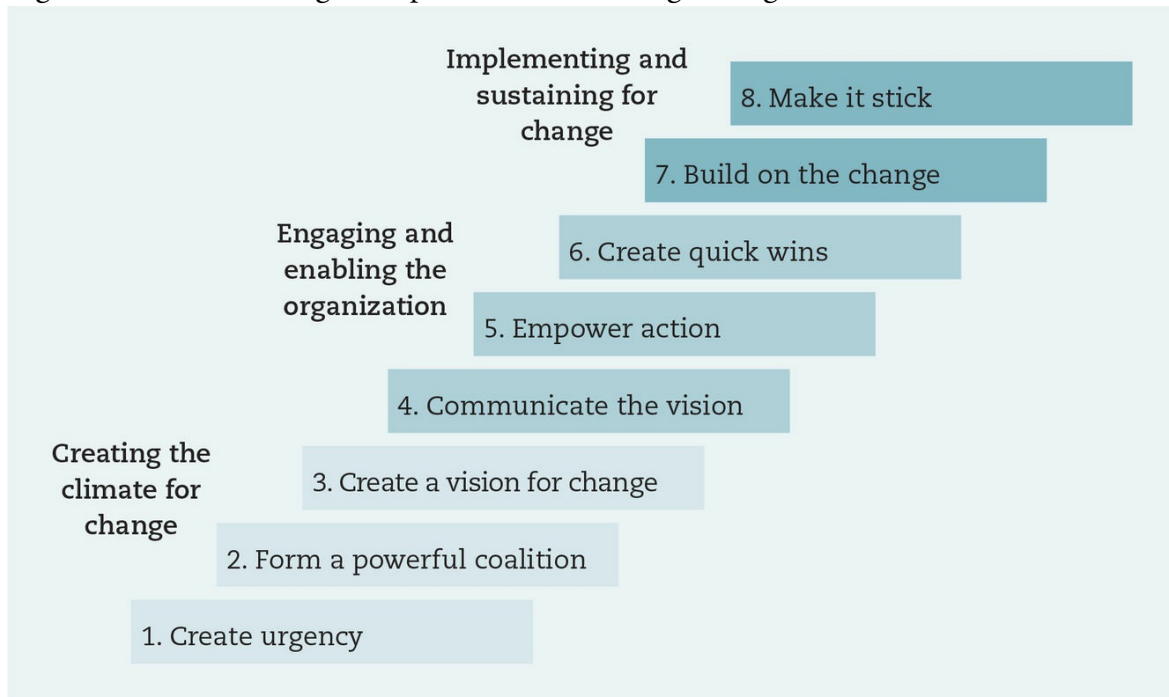 Implementing and
sustaining for
change
8. Make it stick
7. Build on the change
Engaging and
enabling the
organization
6. Create quick wins
5. Empower action
4. Communicate the vision
Creating the
climate for
change
3. Create a vision for change
2. Form a powerful coalition
1. Create urgency